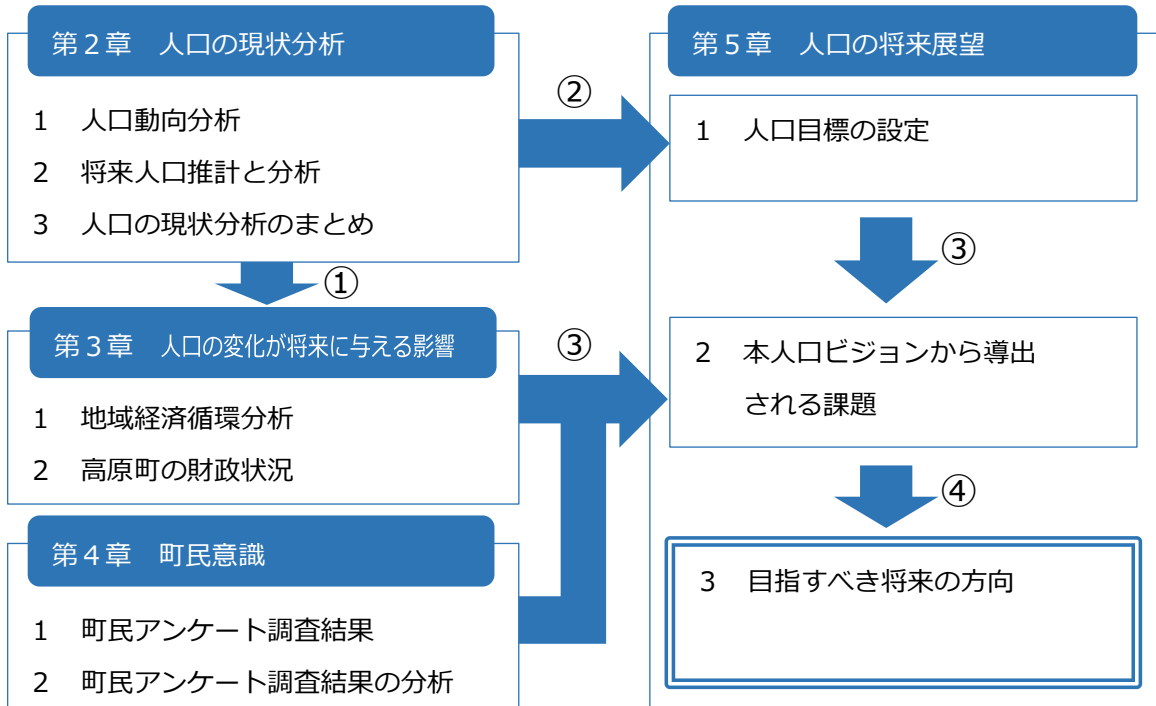 第2章 人口の現状分析
1 人口動向分析
2 将来人口推計と分析
3 人口の現状分析のまとめ
①
②
第3章 人口の変化が将来に与える影響
1 地域経済循環分析
2 高原町の財政状況
③
第4章 町民意識
1 町民アンケート調査結果
2 町民アンケート調査結果の分析
第5章 人口の将来展望
1 人口目標の設定
③
2 本人口ビジョンから導出
される課題
④
3 目指すべき将来の方向